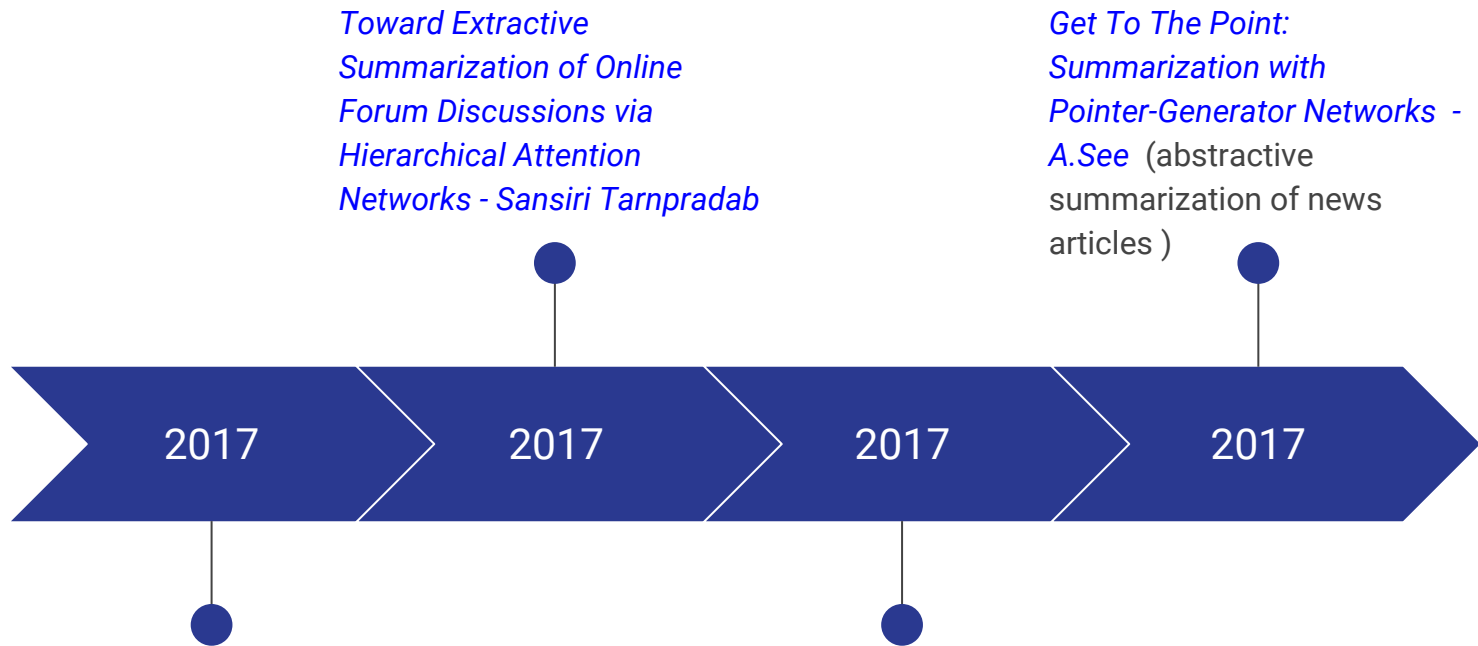 Toward Extractive
Summarization of Online
Forum Discussions via
Hierarchical Attention
Networks - Sansiri Tarnpradab
Get To The Point:
Summarization with
Pointer-Generator Networks -
A.See (abstractive
summarization of news
articles )
2017
2017
2017
2017